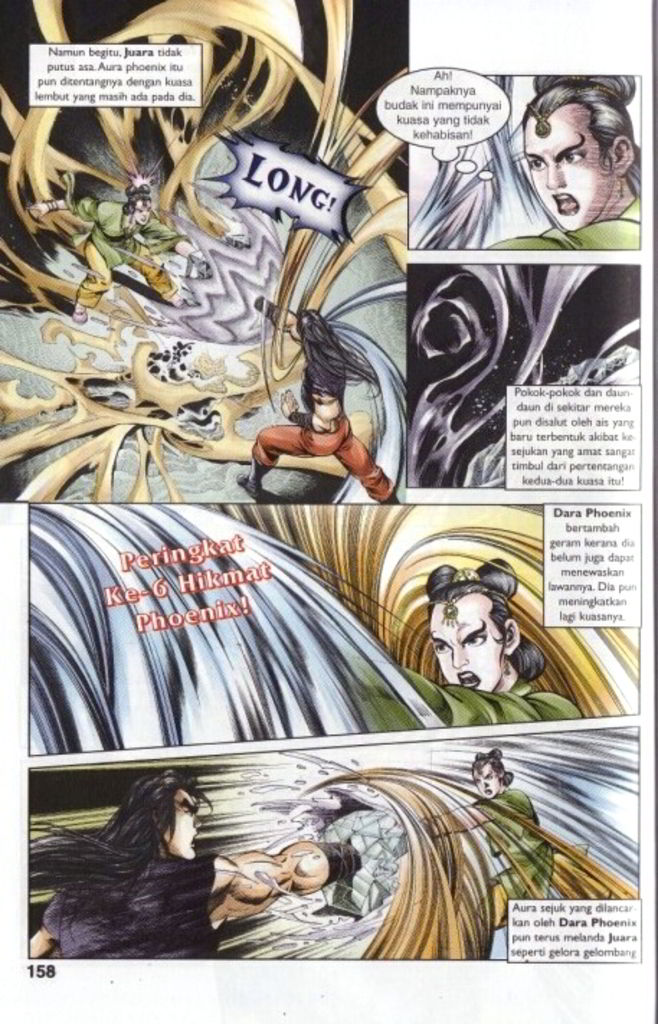 Namun begitu, Juara tidak
putus asa. Aura phoenix itu
pun ditentangnya dengan kuasa
lembut yang masih ada pada dia.
LONG!
Ah!
Nampaknya
budak ini mempunyai
kuasa yang tidak
kehabisan!
Pokok-pokok dan daun-
daun di sekitar mereka
pun disalut oleh ais yang
baru terbentuk akibat ke-
sejukan yang amat sangat
timbul dari pertentangan
kedua-dua kuasa itu!
Peringkat
Ke-6 Hikmat
Phoenix!
Dara Phoenix
bertambah
geram kerana dia
belum juga dapat
menewaskan
lawannya. Dia pun
meningkatkan
lagi kuasanya.
Aura sejuk yang dilancar-
kan oleh Dara Phoenix
pun terus melanda Juara
seperti gelora gelombang
158